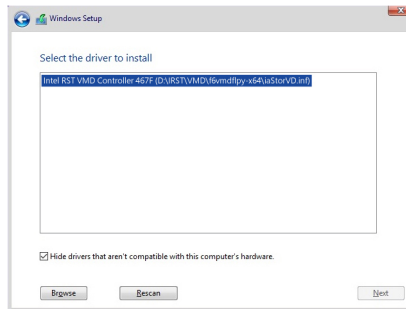 Windows Setup
Select the driver to install
Intel RST VMD Controller 467F (D:\IRST\VMD\f6vmdflpy-x64\iaStorVD.inf)
Hide drivers that aren't compatible with this computer's hardware.
Browse
Rescan
Next